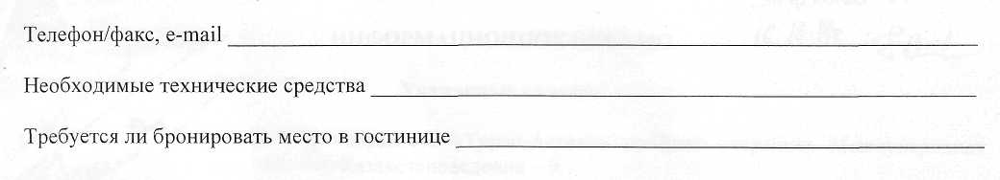 Телефон/факс, e-mail
Необходимые технические средства
Требуется ли бронировать место в гостинице